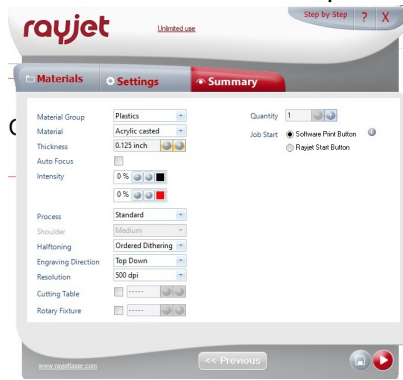 rayjet
Unlimited use
Step by Step ? X
Materials Settings Summary
Material Group Plastics
Material Acrylic casted
Thickness 0.125 inch
Auto Focus
Intensity 0 %
0 %
Process Standard
Shoulder Medium
Halftoning Ordered Dithering
Engraving Direction Top Down
Resolution 500 dpi
Cutting Table -----
Rotary Fixture -----
Quantity 1
Job Start Software Print Button
Rayjet Start Button
www.rayjetlaser.com
<< Previous